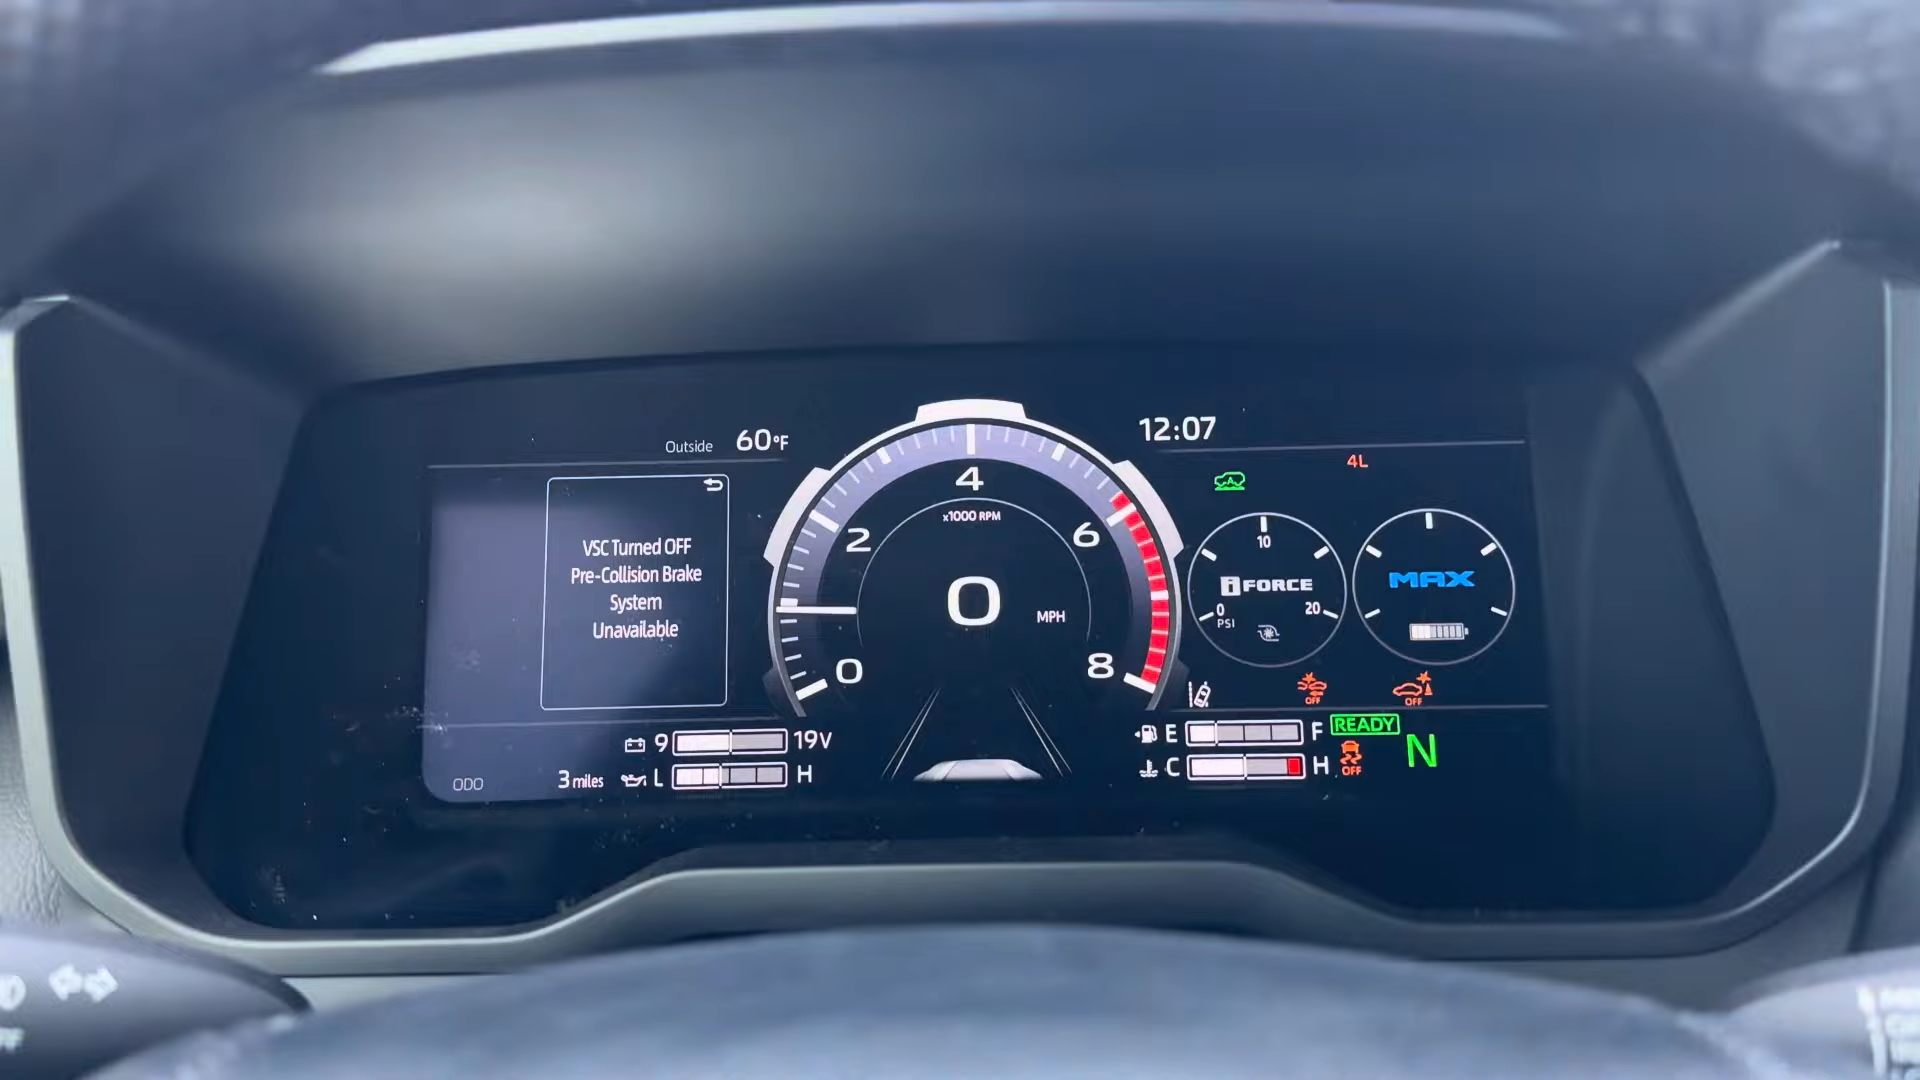 Outside 60°F
12:07
4L
VSC Turned OFF
Pre-Collision Brake
System
Unavailable
4
x1000 RPM
2
6
0
MPH
0
8
10
iFORCE
0
20
PSI
MAX
OFF
OFF
9
19V
ODO
3 miles
L
H
E
F
READY
C
H
OFF
N